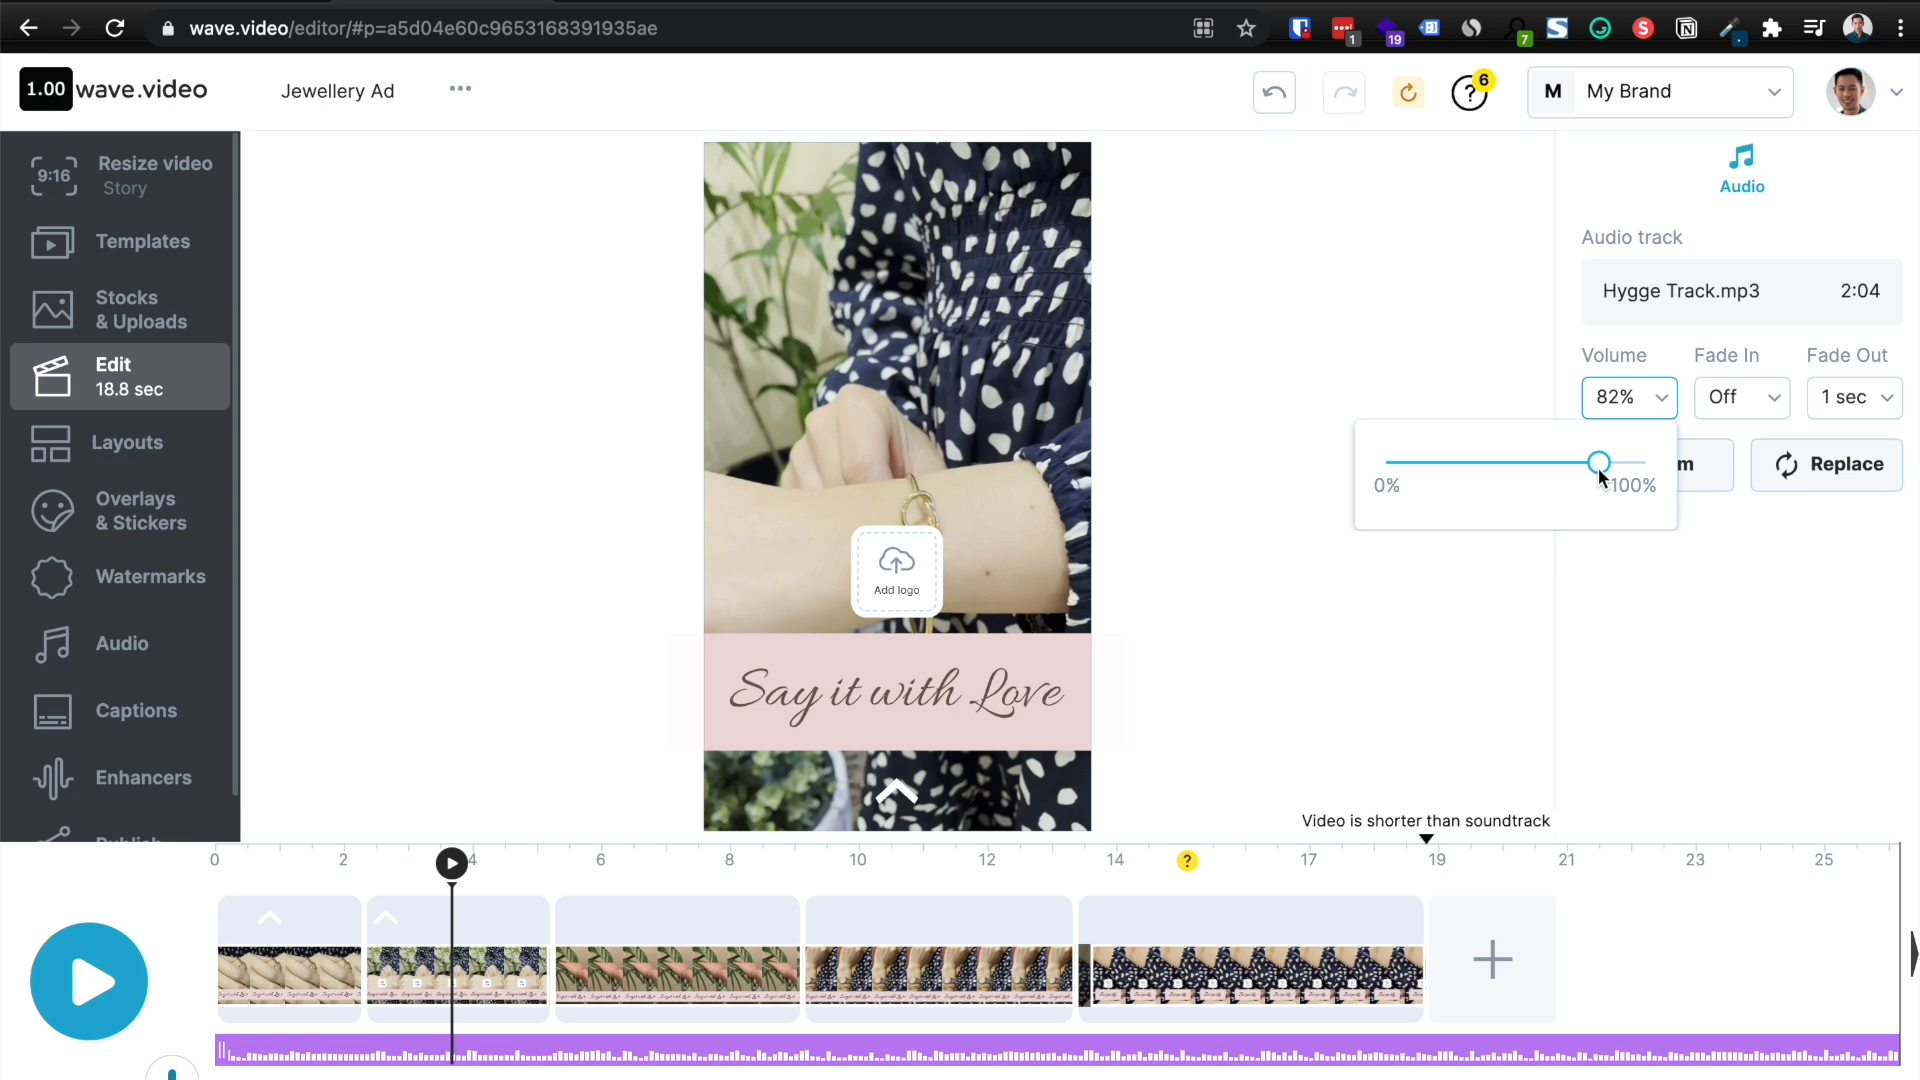 wave.video/editor/#p=a5d04e60c9653168391935ae
1
19
7
1.00
wave.video
Jewellery Ad
•••
6
?
M
My Brand
9:16
Resize video
Story
Templates
Stocks
& Uploads
Edit
18.8 sec
Layouts
Overlays
& Stickers
Watermarks
Audio
Captions
Enhancers
Publish
Add logo
Say it with Love
Audio
Audio track
Hygge Track.mp3
2:04
Volume
Fade In
Fade Out
82%
Off
1 sec
0%
100%
m
Replace
Video is shorter than soundtrack
0
2
4
6
8
10
12
14
?
17
19
21
23
25